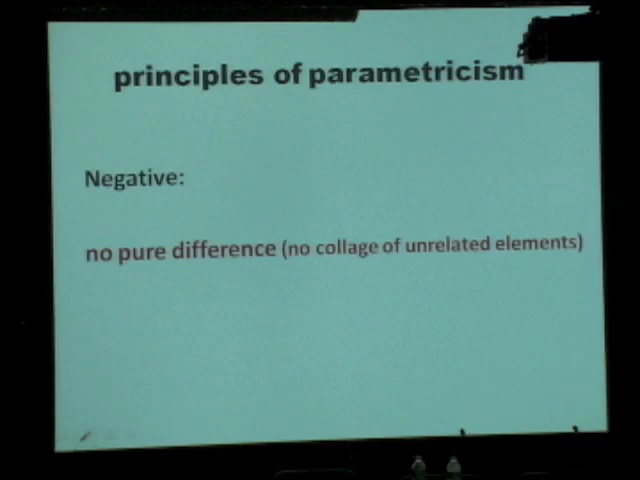 principles of parametricism
Negative:
no pure difference (no collage of unrelated elements)